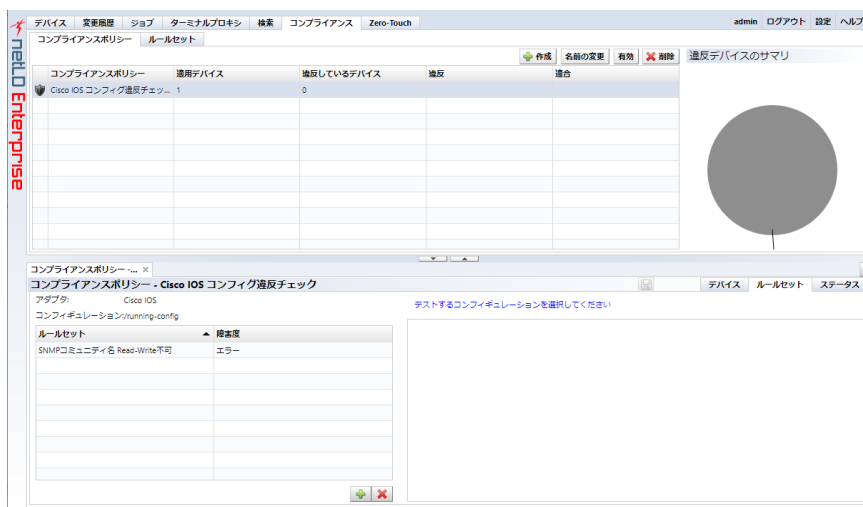 デバイス 変更履歴 ジョブ ターミナルプロキシ 検索 コンプライアンス Zero-Touch admin ログアウト 設定 ヘルプ
コンプライアンスポリシー ルールセット
netLD Enterprise
作成 名前の変更 有効 削除 違反デバイスのサマリ
コンプライアンスポリシー 適用デバイス 違反しているデバイス 違反 適合
Cisco IOS コンフィグ違反チェッ... 1 0
コンプライアンスポリシー -... ×
コンプライアンスポリシー - Cisco IOS コンフィグ違反チェック デバイス ルールセット ステータス
アダプタ: Cisco IOS
テストするコンフィギュレーションを選択してください
コンフィギュレーション:/running-config
ルールセット 障害度
SNMPコミュニティ名 Read-Write不可 エラー